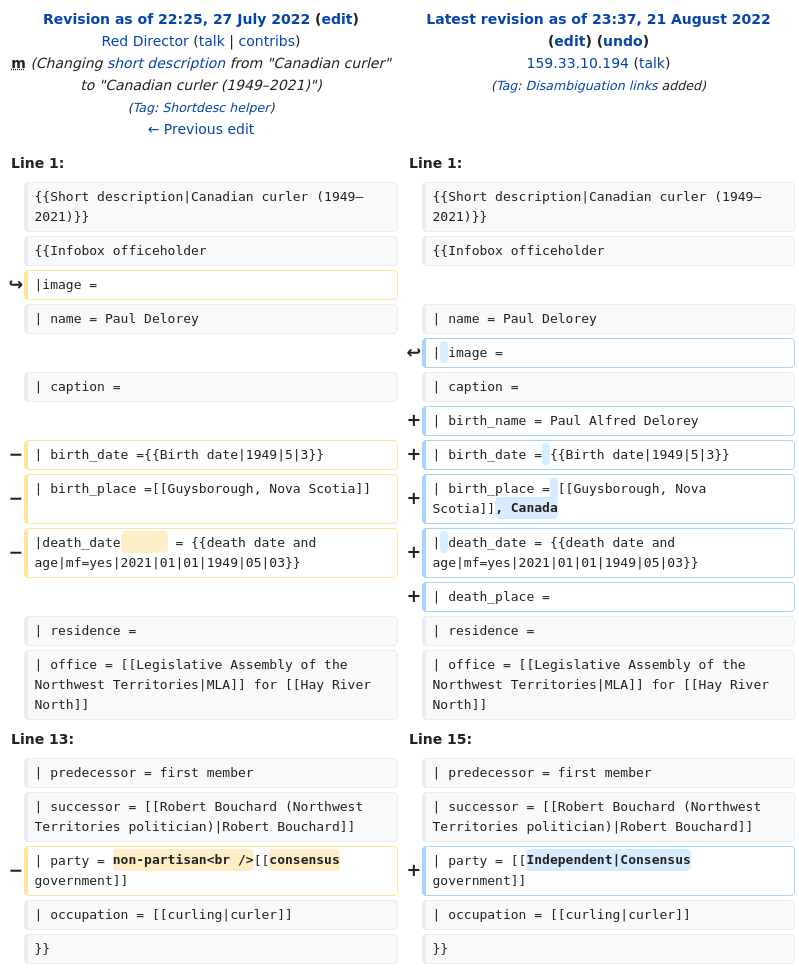 Revision as of 22:25, 27 July 2022 (edit)
Red Director (talk | contribs)
m (Changing short description from "Canadian curler"
to "Canadian curler (1949–2021)")
(Tag: Shortdesc helper)
← Previous edit
Latest revision as of 23:37, 21 August 2022
(edit) (undo)
159.33.10.194 (talk)
(Tag: Disambiguation links added)
Line 1:
Line 1:
{{Short description|Canadian curler (1949–
2021)}}
{{Short description|Canadian curler (1949–
2021)}}
{{Infobox officeholder
{{Infobox officeholder
↪ |image =
| name = Paul Delorey
| name = Paul Delorey
↩ | image =
| caption =
| caption =
+ | birth_name = Paul Alfred Delorey
− | birth_date ={{Birth date|1949|5|3}}
+ | birth_date = {{Birth date|1949|5|3}}
− | birth_place =[[Guysborough, Nova Scotia]]
+ | birth_place = [[Guysborough, Nova
Scotia]], Canada
− |death_date      = {{death date and
age|mf=yes|2021|01|01|1949|05|03}}
+ | death_date = {{death date and
age|mf=yes|2021|01|01|1949|05|03}}
+ | death_place =
| residence =
| residence =
| office = [[Legislative Assembly of the
Northwest Territories|MLA]] for [[Hay River
North]]
| office = [[Legislative Assembly of the
Northwest Territories|MLA]] for [[Hay River
North]]
Line 13:
Line 15:
| predecessor = first member
| predecessor = first member
| successor = [[Robert Bouchard (Northwest
Territories politician)|Robert Bouchard]]
| successor = [[Robert Bouchard (Northwest
Territories politician)|Robert Bouchard]]
− | party = non-partisan<br />[[consensus
government]]
+ | party = [[Independent|Consensus
government]]
| occupation = [[curling|curler]]
| occupation = [[curling|curler]]
}}
}}